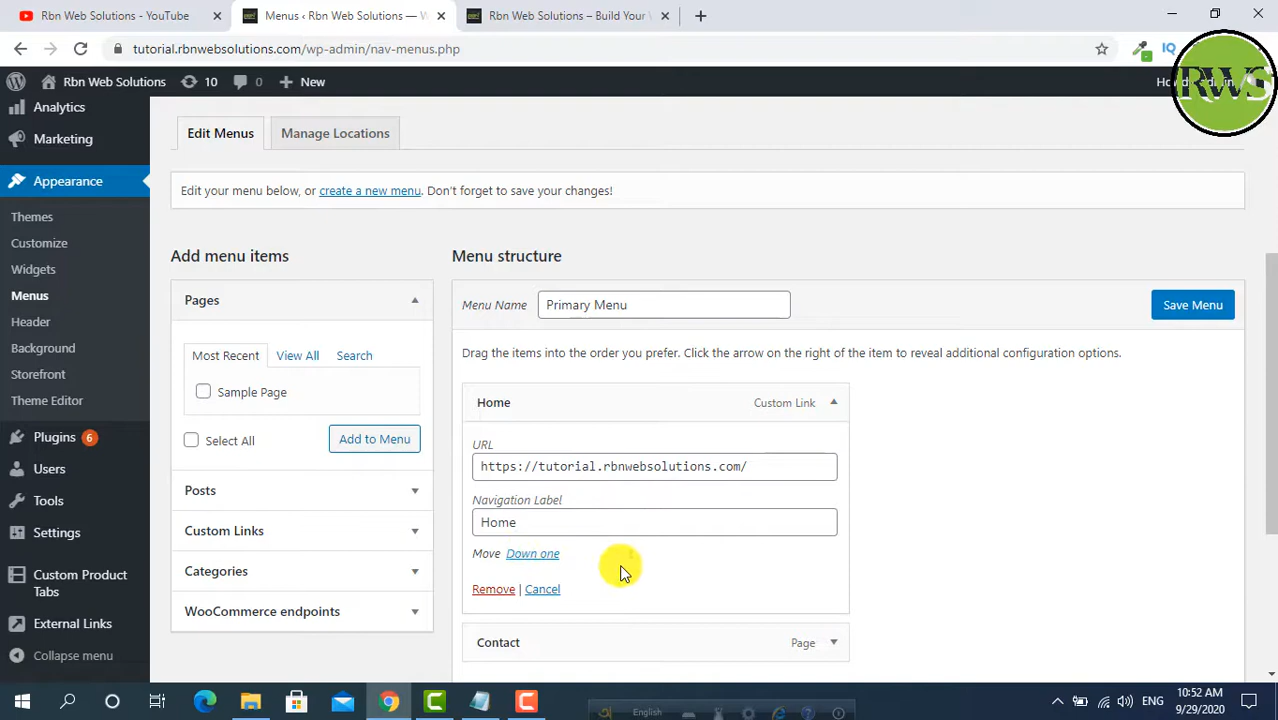 Rbn Web Solutions - YouTube
Menus ‹ Rbn Web Solutions — W
Rbn Web Solutions – Build Your
tutorial.rbnwebsolutions.com/wp-admin/nav-menus.php
IQ
RWS
Rbn Web Solutions
10
0
New
Analytics
Marketing
Appearance
Themes
Customize
Widgets
Menus
Header
Background
Storefront
Theme Editor
Plugins 6
Users
Tools
Settings
Custom Product
Tabs
External Links
Collapse menu
Edit Menus
Manage Locations
Edit your menu below, or create a new menu. Don't forget to save your changes!
Add menu items
Pages
Most Recent
View All
Search
Sample Page
Select All
Add to Menu
Posts
Custom Links
Categories
WooCommerce endpoints
Menu structure
Menu Name
Primary Menu
Save Menu
Drag the items into the order you prefer. Click the arrow on the right of the item to reveal additional configuration options.
Home
Custom Link
URL
https://tutorial.rbnwebsolutions.com/
Navigation Label
Home
Move Down one
Remove | Cancel
Contact
Page
English
ENG
10:52 AM
9/29/2020